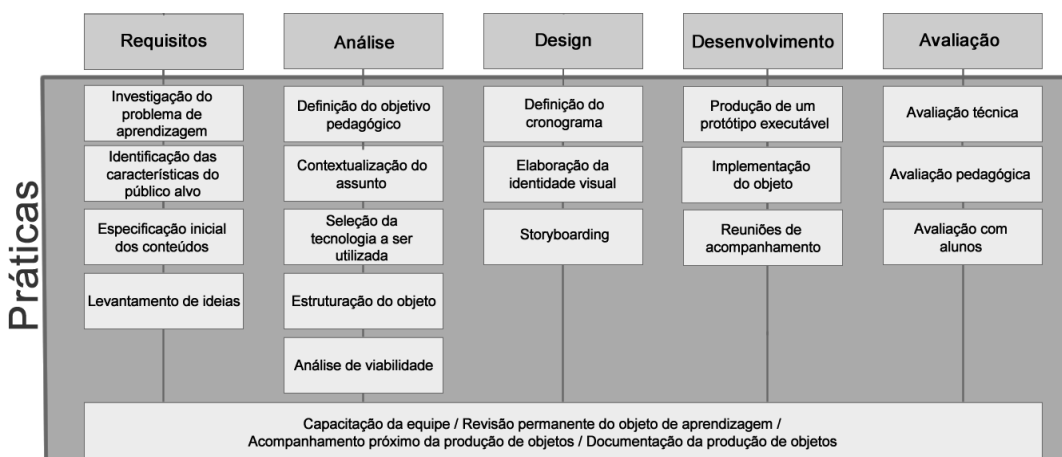 Requisitos
Análise
Design
Desenvolvimento
Avaliação
Práticas
Investigação do
problema de
aprendizagem
Identificação das
características do
público alvo
Especificação inicial
dos conteúdos
Levantamento de ideias
Definição do objetivo
pedagógico
Contextualização do
assunto
Seleção da
tecnologia a ser
utilizada
Estruturação do objeto
Análise de viabilidade
Definição do
cronograma
Elaboração da
identidade visual
Storyboarding
Produção de um
protótipo executável
Implementação
do objeto
Reuniões de
acompanhamento
Avaliação técnica
Avaliação pedagógica
Avaliação com
alunos
Capacitação da equipe / Revisão permanente do objeto de aprendizagem /
Acompanhamento próximo da produção de objetos / Documentação da produção de objetos